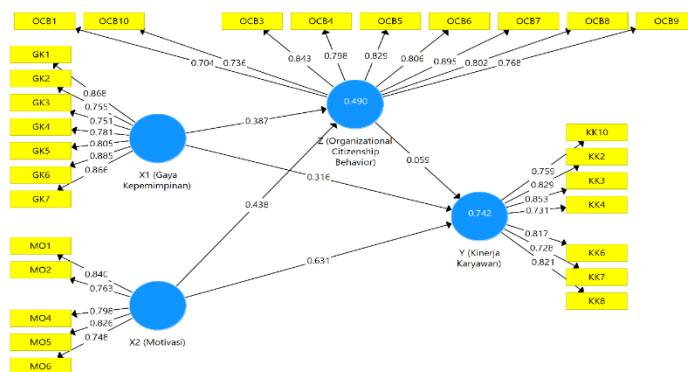 OCB1 OCB10 OCB3 OCB4 OCB5 OCB6 OCB7 OCB8 OCB9
0.704 0.736 0.843 0.798 0.829 0.806 0.895 0.802 0.768
GK1
GK2
GK3
GK4
GK5
GK6
GK7
0.868
0.755
0.751
0.781
0.805
0.885
0.866
X1 (Gaya
Kepemimpinan)
0.490
Z (Organizational
Citizenship
Behavior)
0.387
0.316
0.059
0.438
0.631
MO1
MO2
MO4
MO5
MO6
0.840
0.763
0.798
0.826
0.748
X2 (Motivasi)
0.742
Y (Kinerja
Karyawan)
0.759
0.829
0.853
0.731
0.817
0.728
0.821
KK10
KK2
KK3
KK4
KK6
KK7
KK8